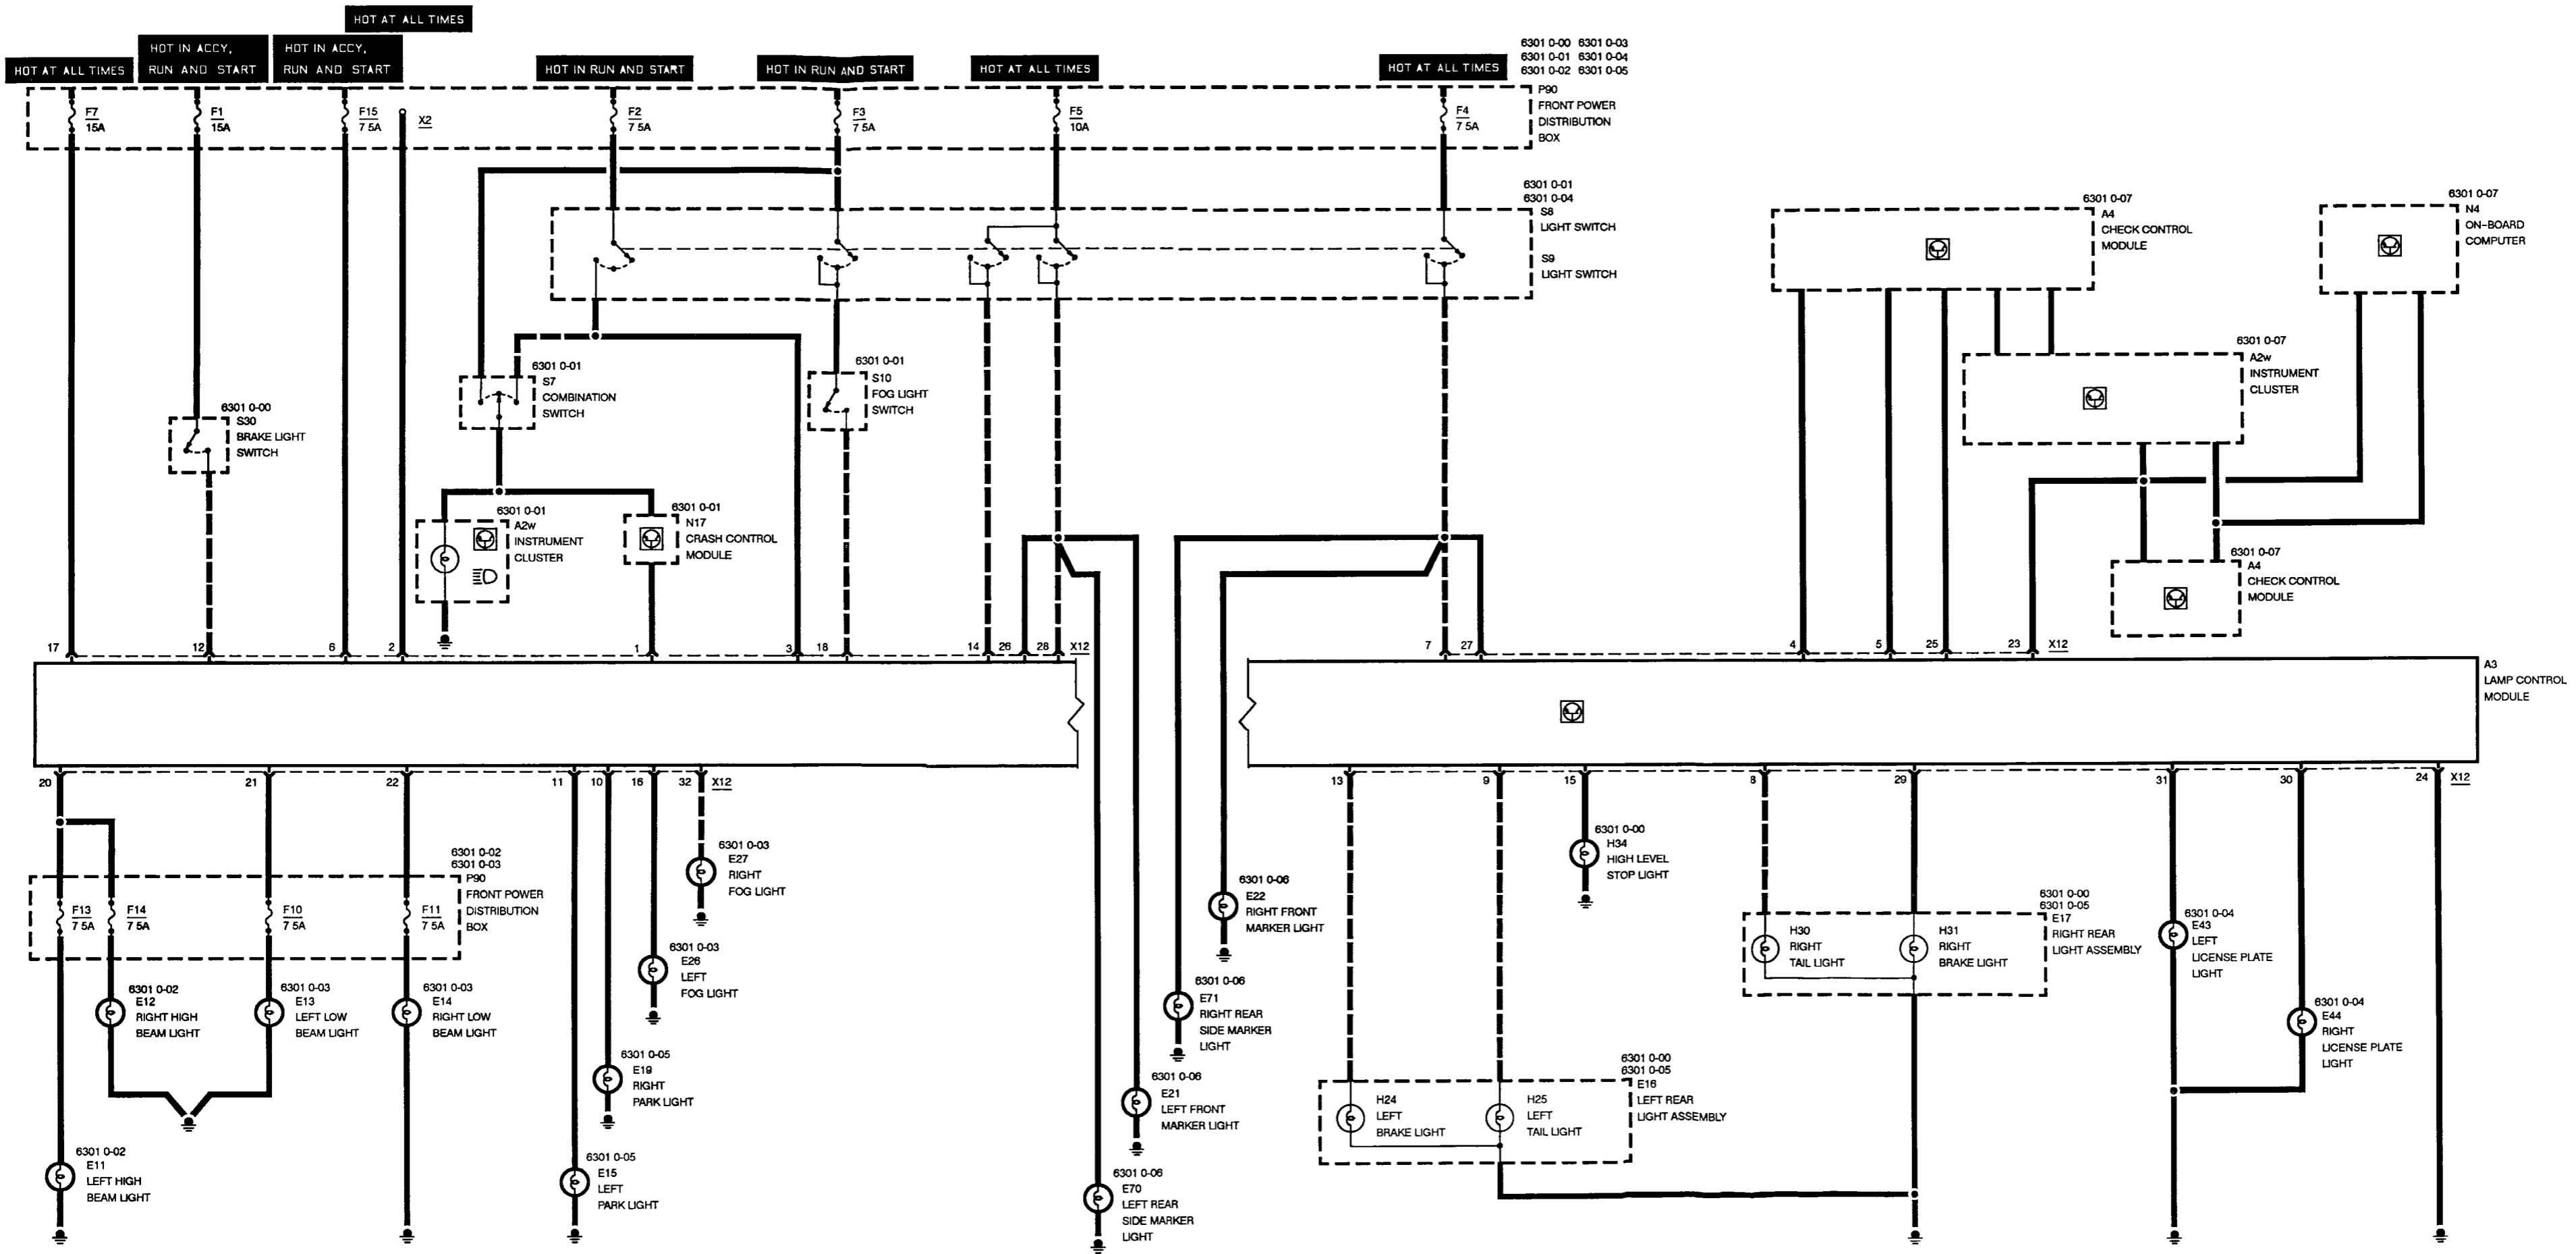 HOT AT ALL TIMES
HOT IN ACCY,
RUN AND START
HOT IN ACCY,
RUN AND START
HOT AT ALL TIMES
HOT IN RUN AND START
HOT IN RUN AND START
HOT AT ALL TIMES
HOT AT ALL TIMES
6301 0-00 6301 0-03
6301 0-01 6301 0-04
6301 0-02 6301 0-05
P90
FRONT POWER
DISTRIBUTION
BOX
F7
15A
F1
15A
F15
7 5A
X2
F2
7 5A
F3
7 5A
F5
10A
F4
7 5A
6301 0-01
6301 0-04
S8
LIGHT SWITCH
S9
LIGHT SWITCH
6301 0-07
A4
CHECK CONTROL
MODULE
6301 0-07
N4
ON-BOARD
COMPUTER
6301 0-07
A2w
INSTRUMENT
CLUSTER
6301 0-01
S7
COMBINATION
SWITCH
6301 0-01
S10
FOG LIGHT
SWITCH
6301 0-00
S30
BRAKE LIGHT
SWITCH
6301 0-01
A2w
INSTRUMENT
CLUSTER
6301 0-01
N17
CRASH CONTROL
MODULE
6301 0-07
A4
CHECK CONTROL
MODULE
17
12
6
2
1
3
18
14
26
28
X12
7
27
4
5
25
23
X12
A3
LAMP CONTROL
MODULE
20
21
22
11
10
16
32
X12
13
9
15
8
29
31
30
24
X12
6301 0-02
6301 0-03
P90
FRONT POWER
DISTRIBUTION
BOX
F13
7 5A
F14
7 5A
F10
7 5A
F11
7 5A
6301 0-03
E27
RIGHT
FOG LIGHT
6301 0-03
E26
LEFT
FOG LIGHT
6301 0-02
E12
RIGHT HIGH
BEAM LIGHT
6301 0-03
E13
LEFT LOW
BEAM LIGHT
6301 0-03
E14
RIGHT LOW
BEAM LIGHT
6301 0-05
E19
RIGHT
PARK LIGHT
6301 0-02
E11
LEFT HIGH
BEAM LIGHT
6301 0-05
E15
LEFT
PARK LIGHT
6301 0-06
E22
RIGHT FRONT
MARKER LIGHT
6301 0-06
E71
RIGHT REAR
SIDE MARKER
LIGHT
6301 0-06
E21
LEFT FRONT
MARKER LIGHT
6301 0-06
E70
LEFT REAR
SIDE MARKER
LIGHT
6301 0-00
H34
HIGH LEVEL
STOP LIGHT
6301 0-00
6301 0-05
E17
RIGHT REAR
LIGHT ASSEMBLY
H30
RIGHT
TAIL LIGHT
H31
RIGHT
BRAKE LIGHT
6301 0-00
6301 0-05
E16
LEFT REAR
LIGHT ASSEMBLY
H24
LEFT
BRAKE LIGHT
H25
LEFT
TAIL LIGHT
6301 0-04
E43
LEFT
LICENSE PLATE
LIGHT
6301 0-04
E44
RIGHT
LICENSE PLATE
LIGHT